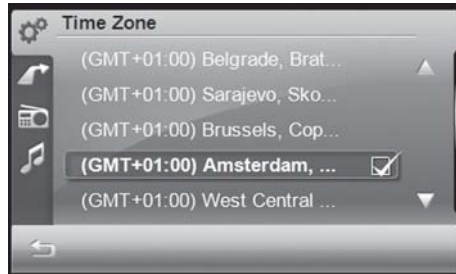 Time Zone
(GMT+01:00) Belgrade, Brat...
(GMT+01:00) Sarajevo, Sko...
(GMT+01:00) Brussels, Cop...
(GMT+01:00) Amsterdam, ...
(GMT+01:00) West Central ...